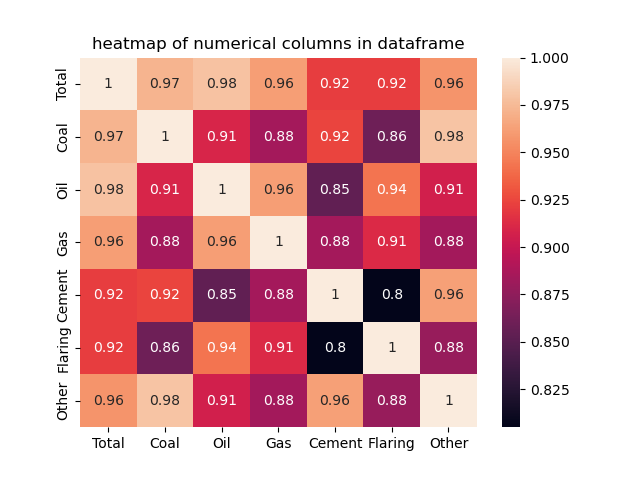 heatmap of numerical columns in dataframe
Total 1 0.97 0.98 0.96 0.92 0.92 0.96
Coal 0.97 1 0.91 0.88 0.92 0.86 0.98
Oil 0.98 0.91 1 0.96 0.85 0.94 0.91
Gas 0.96 0.88 0.96 1 0.88 0.91 0.88
Cement 0.92 0.92 0.85 0.88 1 0.8 0.96
Flaring 0.92 0.86 0.94 0.91 0.8 1 0.88
Other 0.96 0.98 0.91 0.88 0.96 0.88 1
Total Coal Oil Gas Cement Flaring Other
1.000
0.975
0.950
0.925
0.900
0.875
0.850
0.825